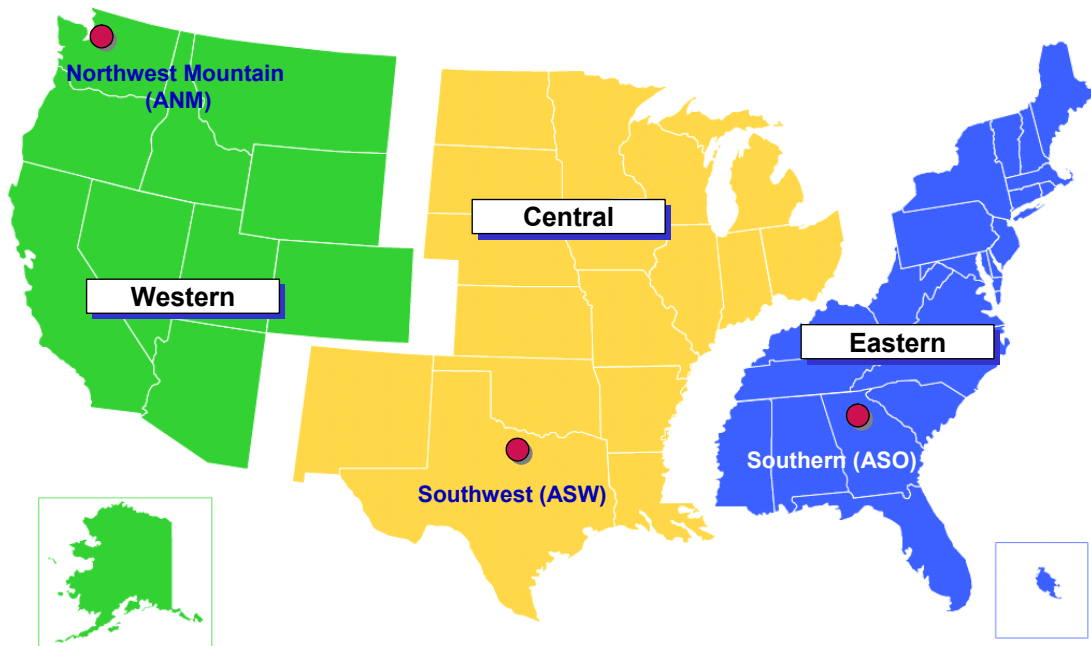 Northwest Mountain
(ANM)
Central
Western
Eastern
Southern (ASO)
Southwest (ASW)